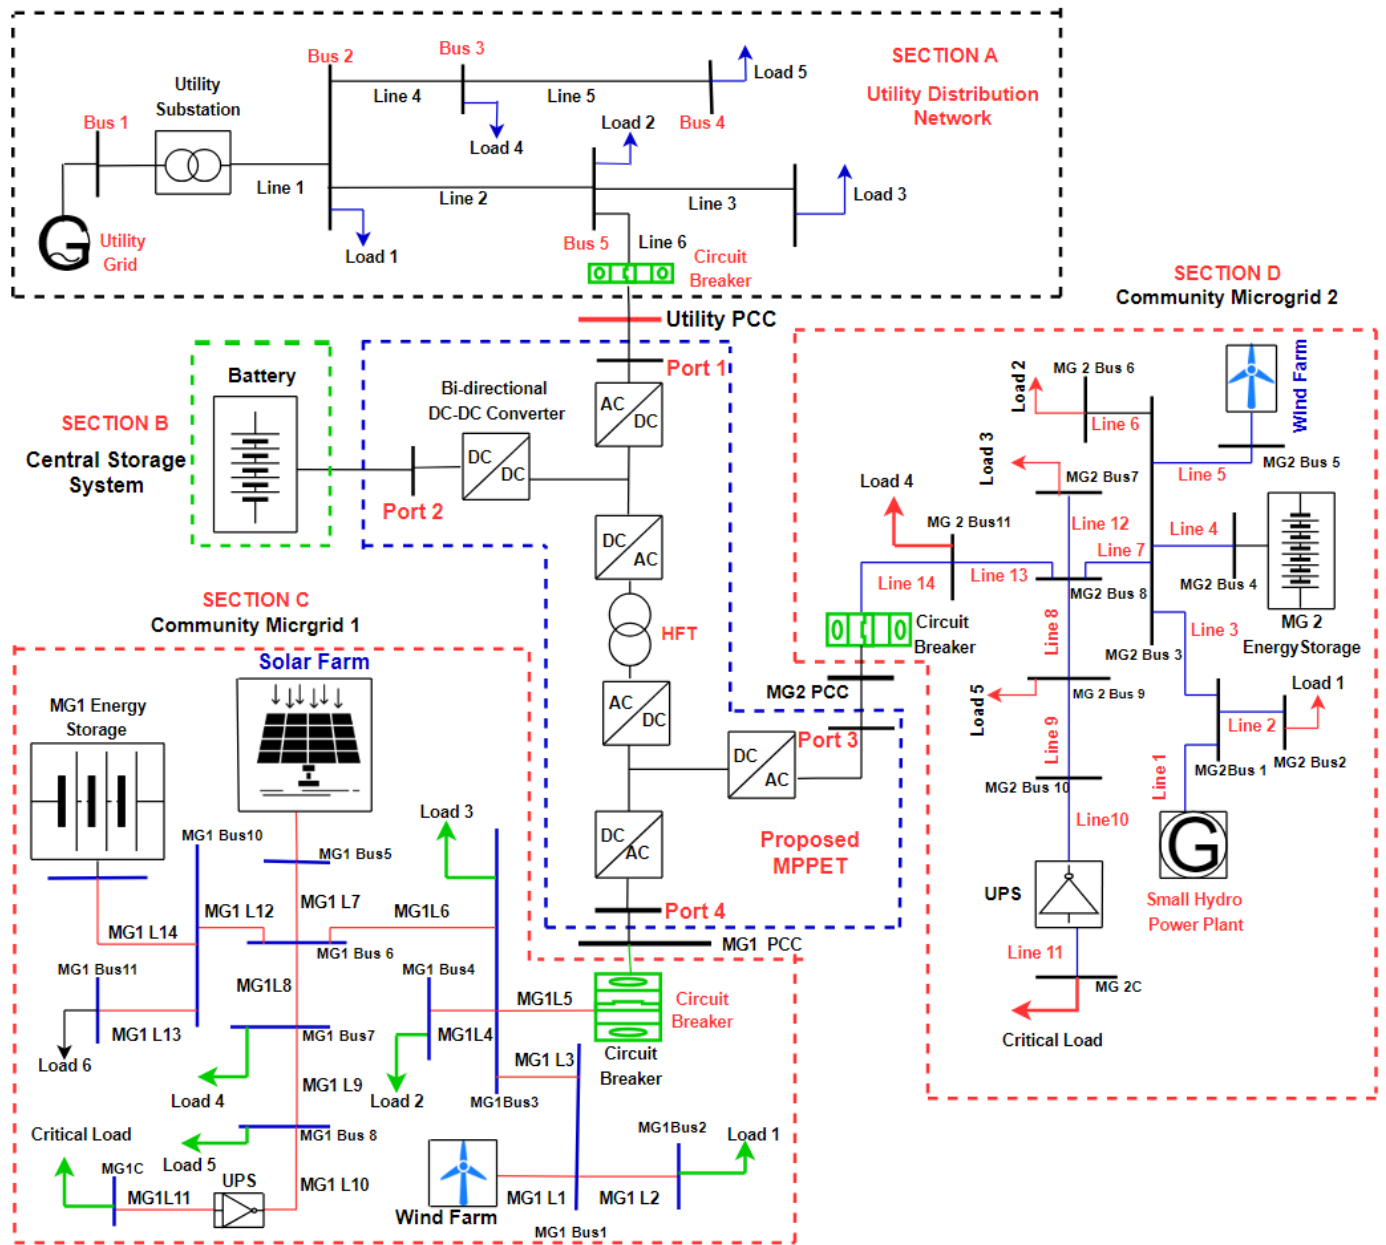 SECTION A
Utility Distribution
Network
Bus 1
Utility
Substation
Bus 2
Bus 3
Line 4
Line 5
Bus 4
Load 5
Load 4
Load 2
Line 1
Line 2
Line 3
Load 3
Load 1
Utility
Grid
Bus 5
Line 6
Circuit
Breaker
Utility PCC
SECTION B
Central Storage
System
Battery
Bi-directional
DC-DC Converter
Port 1
AC
DC
DC
DC
Port 2
DC
AC
HFT
AC
DC
DC
AC
Port 3
DC
AC
Proposed
MPPET
Port 4
MG1 PCC
MG2 PCC
SECTION C
Community Micrgrid 1
Solar Farm
MG1 Energy
Storage
MG1 Bus10
MG1 Bus5
Load 3
MG1 L12
MG1 L7
MG1L6
MG1 L14
MG1 Bus 6
MG1 Bus11
MG1L8
MG1 Bus4
MG1L5
Circuit
Breaker
MG1 L13
MG1 Bus7
MG1L4
Load 6
MG1 L3
Circuit
Breaker
MG1 L9
Load 4
Load 2
MG1Bus3
Critical Load
MG1 Bus 8
MG1Bus2
Load 1
Load 5
MG1C
UPS
MG1L11
MG1 L10
MG1 L1
MG1 L2
Wind Farm
MG1 Bus1
SECTION D
Community Microgrid 2
Load 2
MG 2 Bus 6
Wind Farm
Line 6
Load 3
MG2 Bus7
Line 5
MG2 Bus 5
Load 4
MG 2 Bus11
Line 12
Line 4
Line 7
Line 14
Line 13
MG2 Bus 8
MG2 Bus 4
Circuit
Breaker
Line 8
Line 3
MG 2
EnergyStorage
MG2 Bus 3
Load 5
MG 2 Bus 9
Load 1
Line 2
Line 9
MG2Bus 1
MG2 Bus2
MG2 Bus 10
Line 1
Line10
UPS
Small Hydro
Power Plant
Line 11
MG 2C
Critical Load